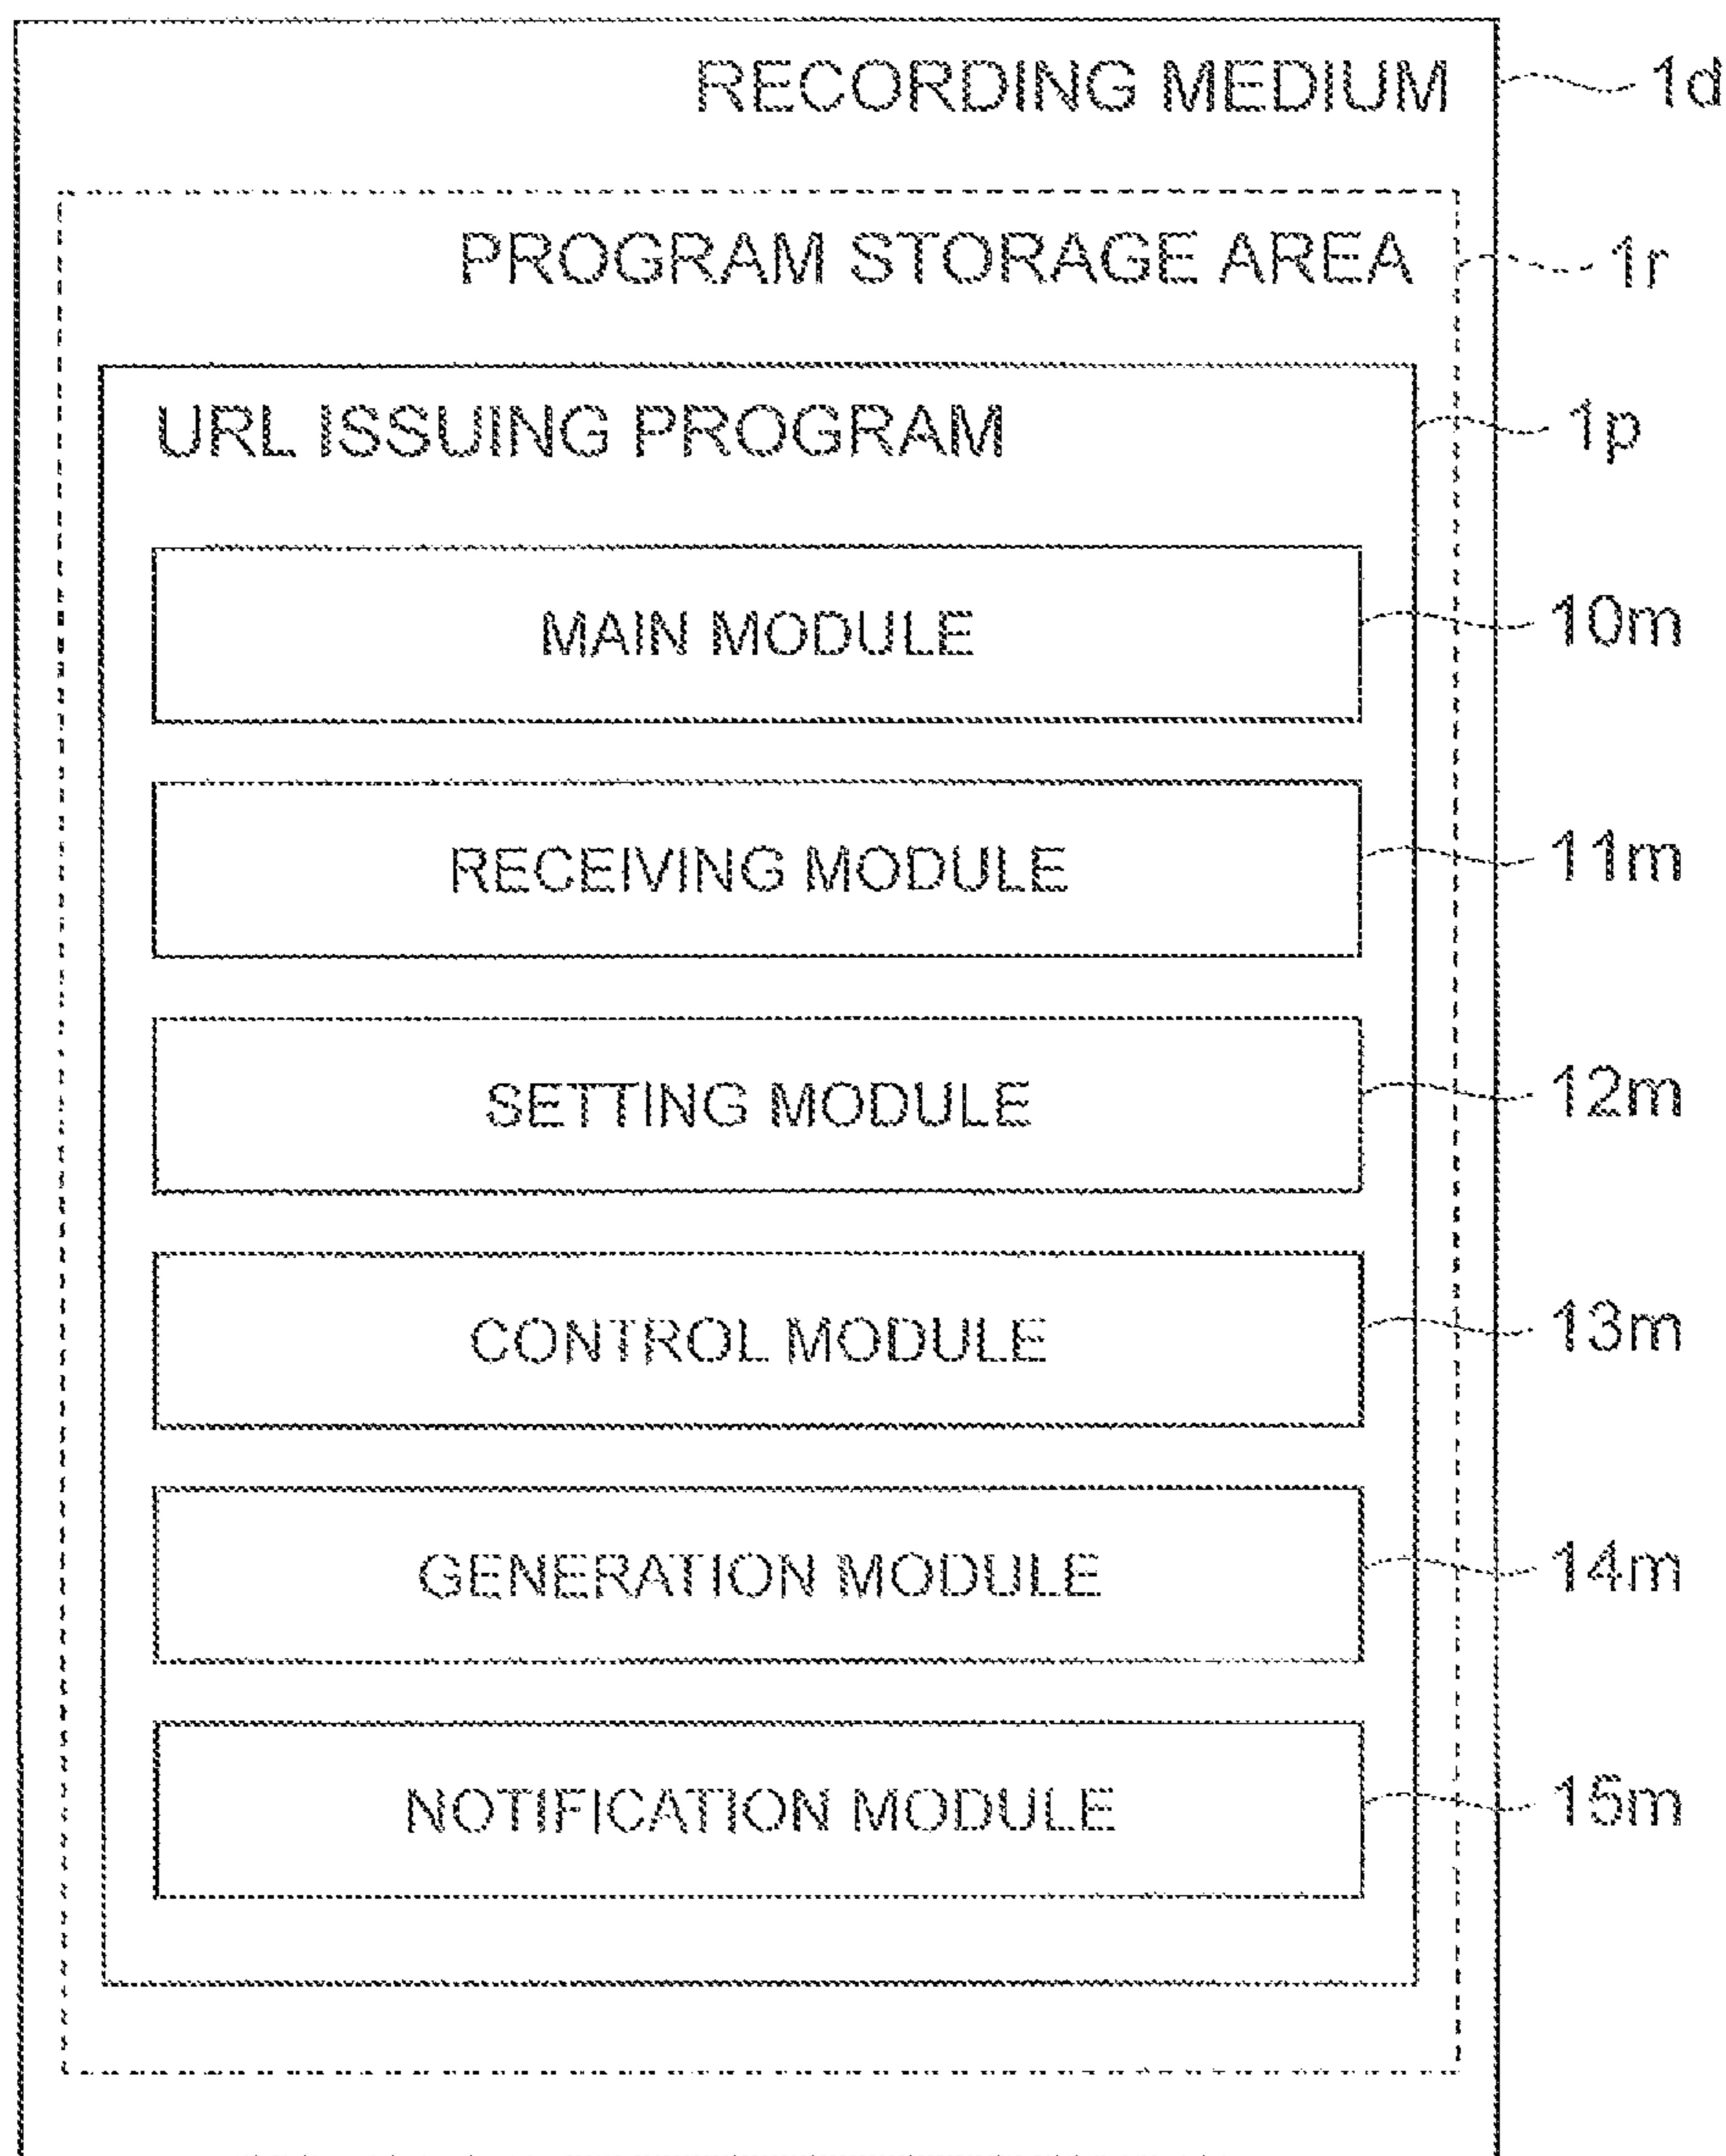 RECORDING MEDIUM 1d
PROGRAM STORAGE AREA 1r
URL ISSUING PROGRAM 1p
MAIN MODULE 10m
RECEIVING MODULE 11m
SETTING MODULE 12m
CONTROL MODULE 13m
GENERATION MODULE 14m
NOTIFICATION MODULE 15m